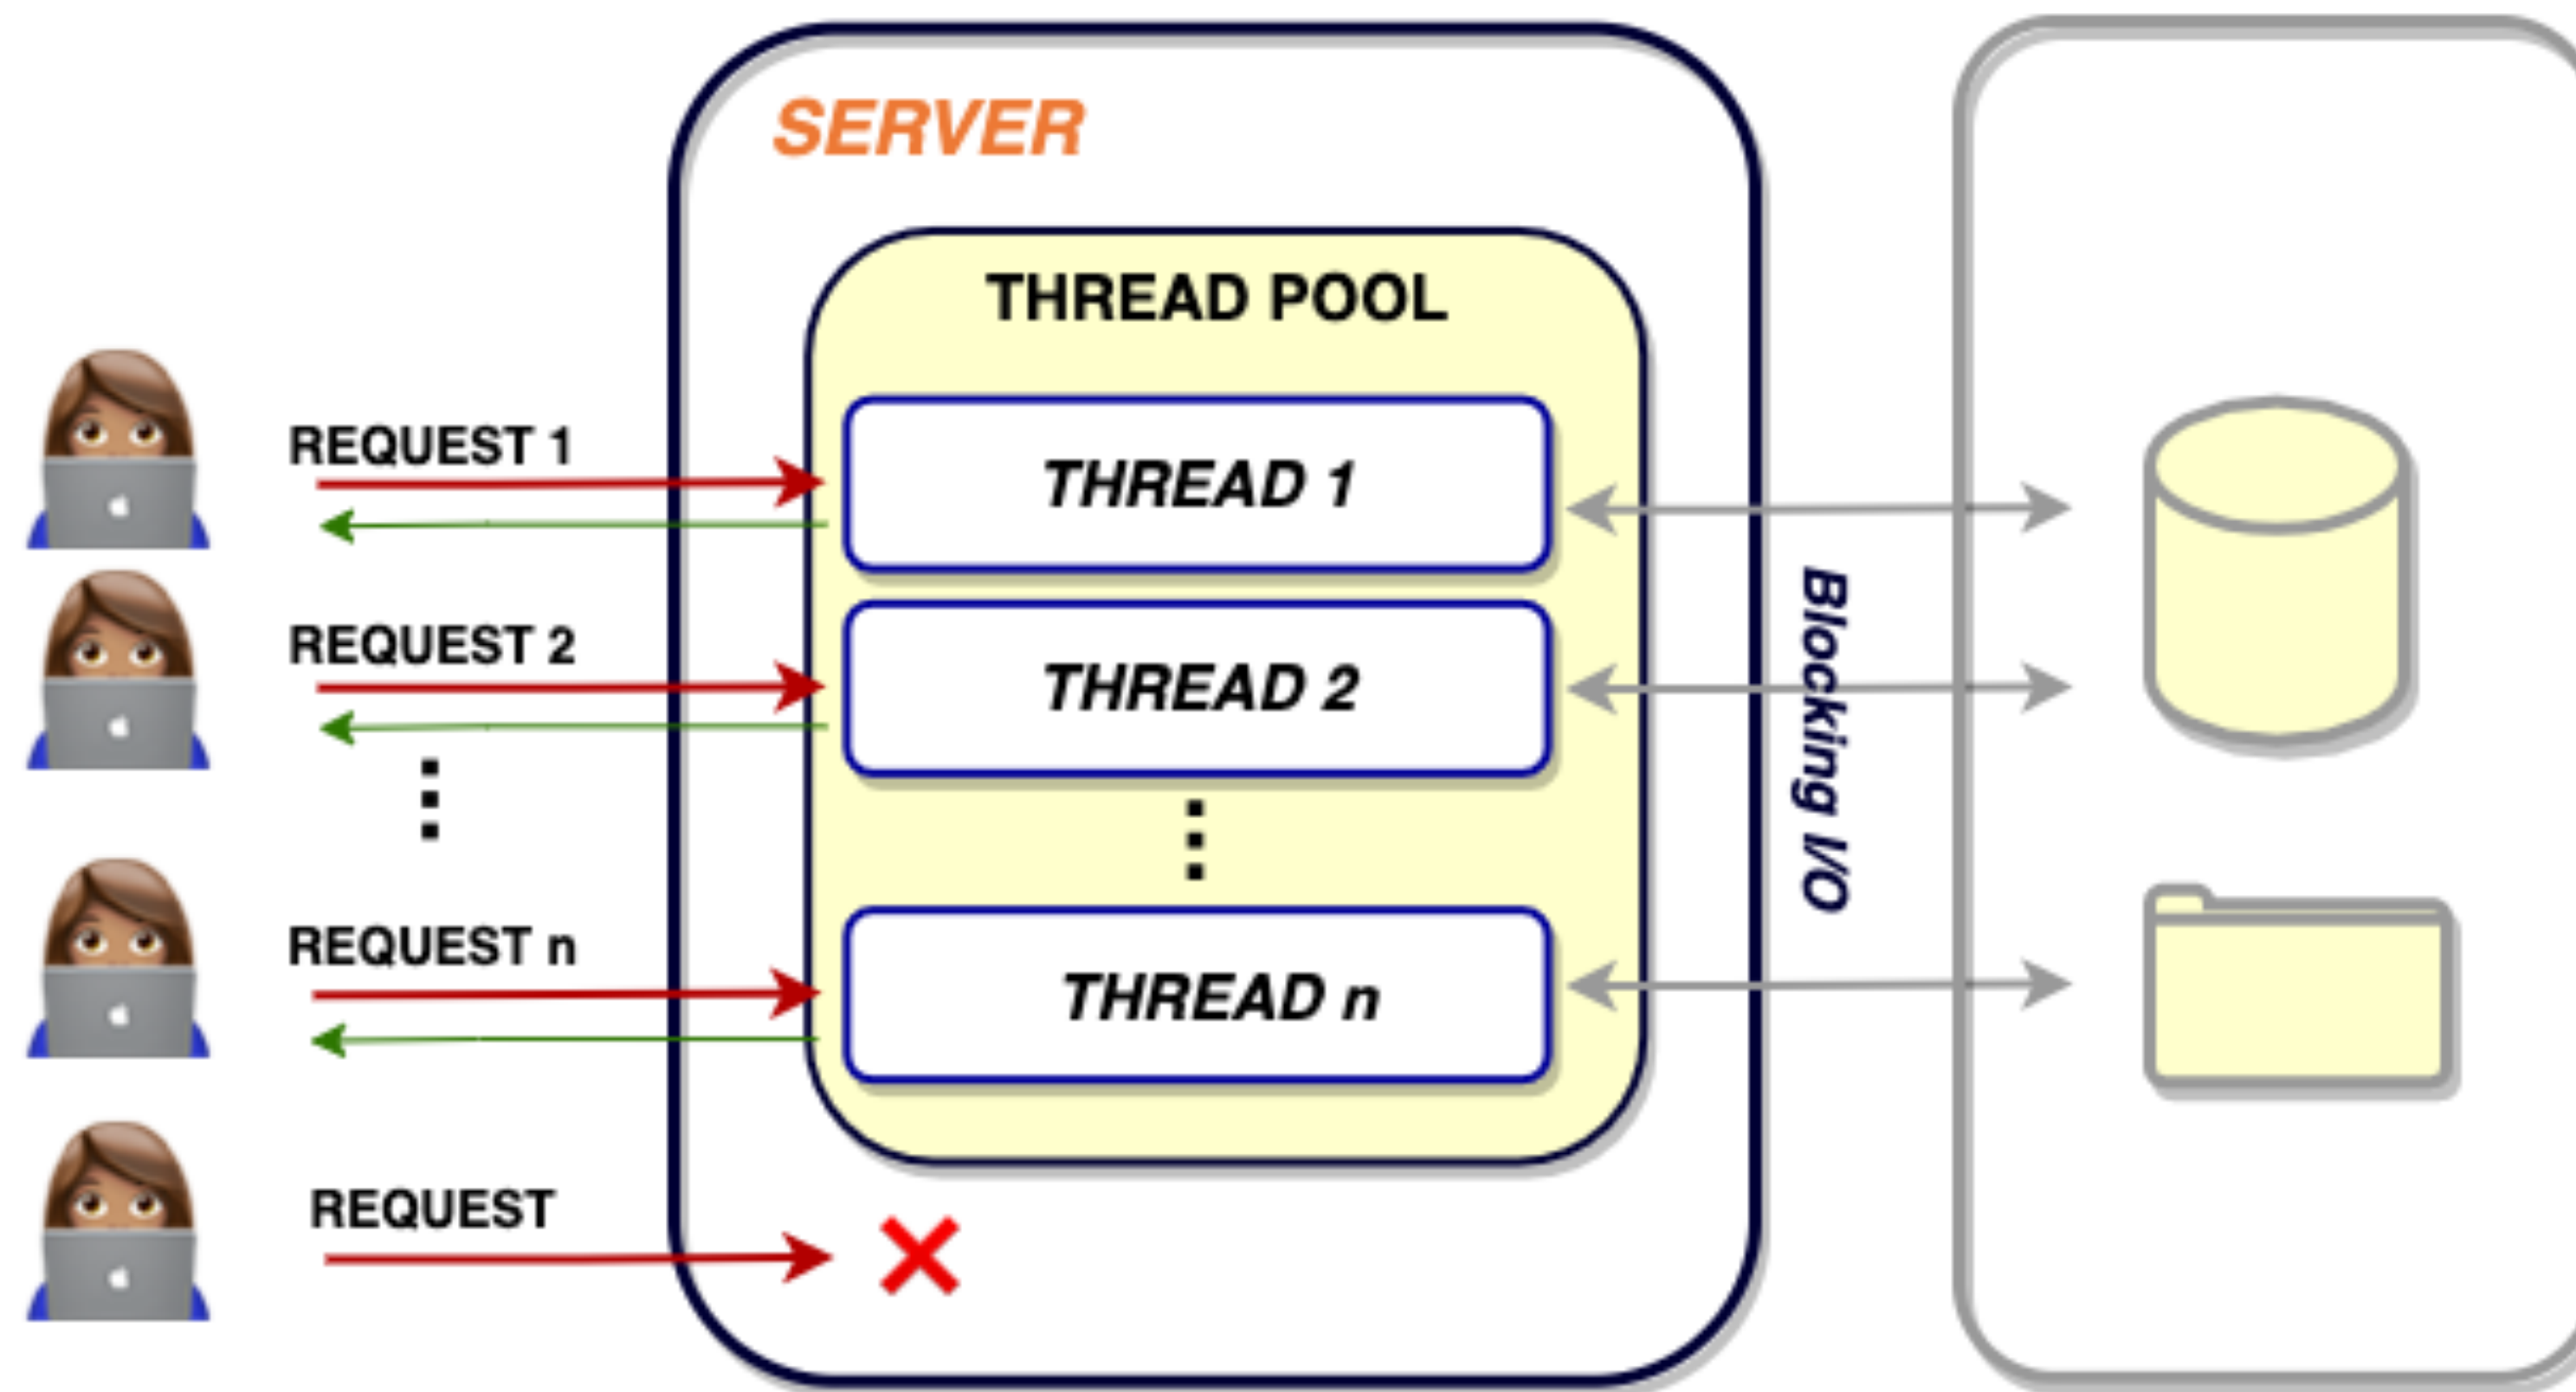 SERVER
THREAD POOL
REQUEST 1
THREAD 1
REQUEST 2
THREAD 2
Blocking I/O
REQUEST n
THREAD n
REQUEST